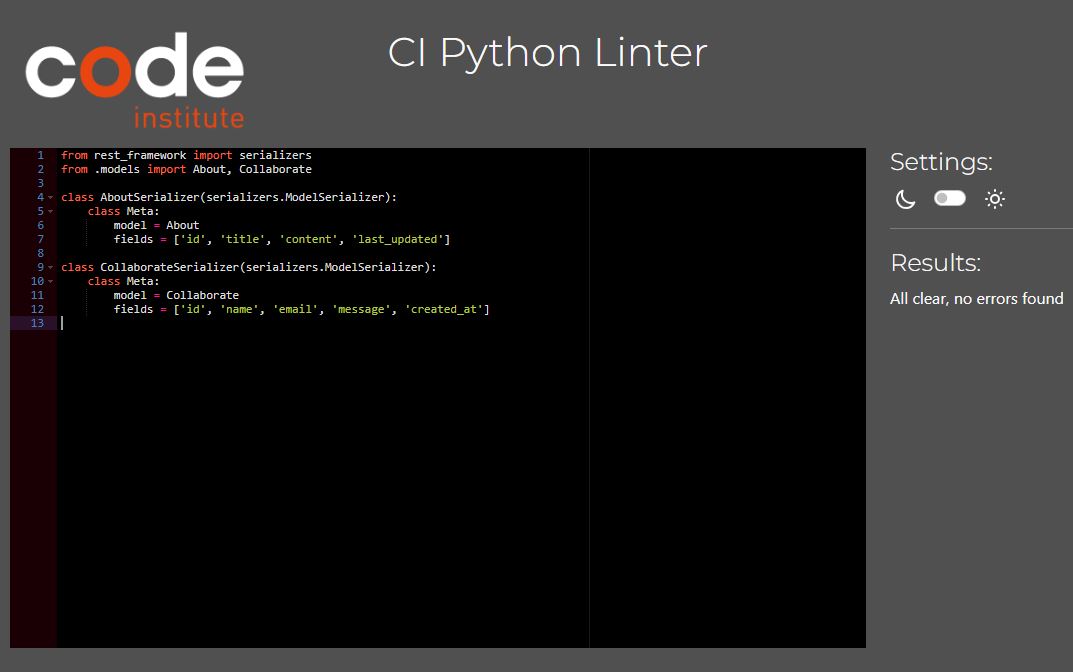 code
institute
CI Python Linter
1 from rest_framework import serializers
2 from .models import About, Collaborate
3
4 class AboutSerializer(serializers.ModelSerializer):
5     class Meta:
6         model = About
7         fields = ['id', 'title', 'content', 'last_updated']
8
9 class CollaborateSerializer(serializers.ModelSerializer):
10     class Meta:
11         model = Collaborate
12         fields = ['id', 'name', 'email', 'message', 'created_at']
13
Settings:
Results:
All clear, no errors found